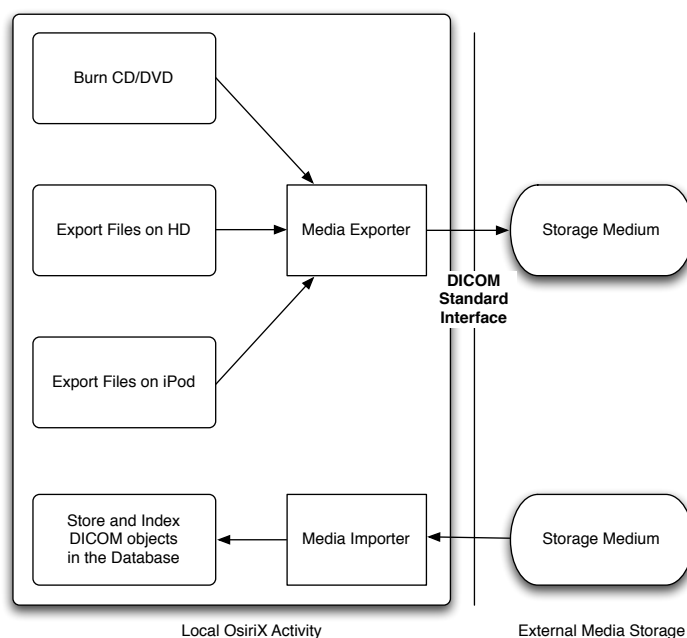 Burn CD/DVD
Export Files on HD
Media Exporter
Storage Medium
DICOM
Standard
Interface
Export Files on iPod
Store and Index
DICOM objects
in the Database
Media Importer
Storage Medium
Local OsiriX Activity
External Media Storage